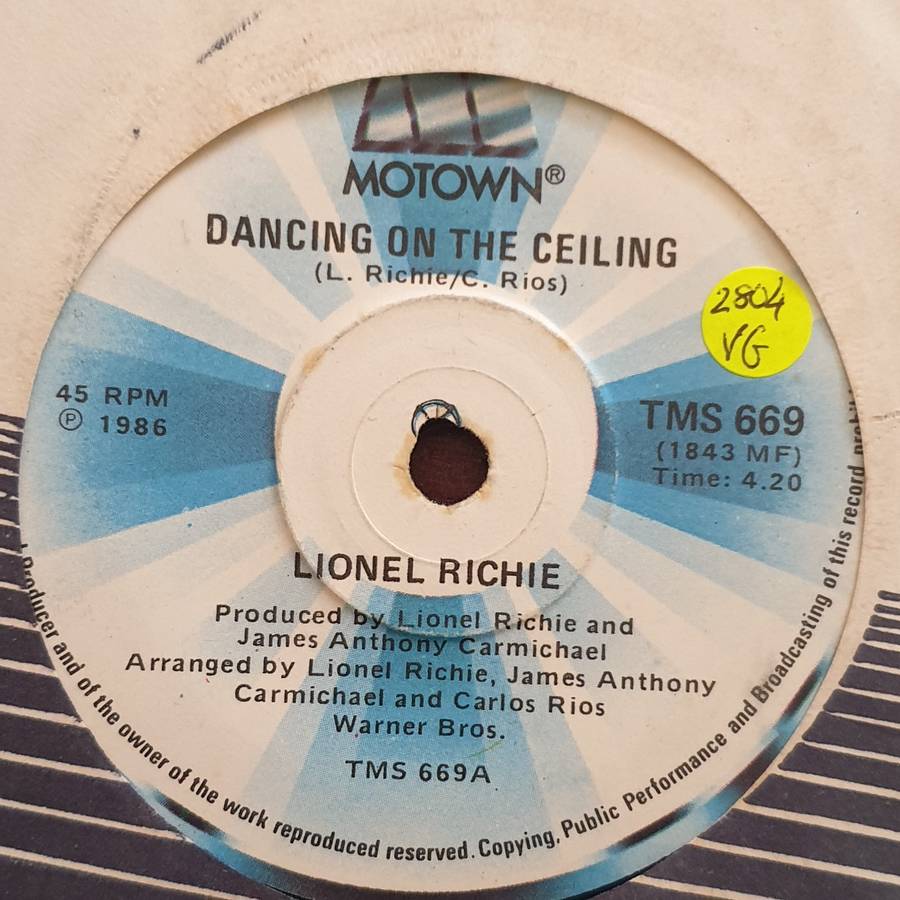 MOTOWN®
DANCING ON THE CEILING
(L. Richie/C. Rios)
2804
VG
45 RPM
℗ 1986
TMS 669
(1843 MF)
Time: 4.20
LIONEL RICHIE
Produced by Lionel Richie and
James Anthony Carmichael
Arranged by Lionel Richie, James Anthony
Carmichael and Carlos Rios
Warner Bros.
TMS 669A
Producer and of the owner of the work reproduced reserved. Copying, Public Performance and Broadcasting of this record